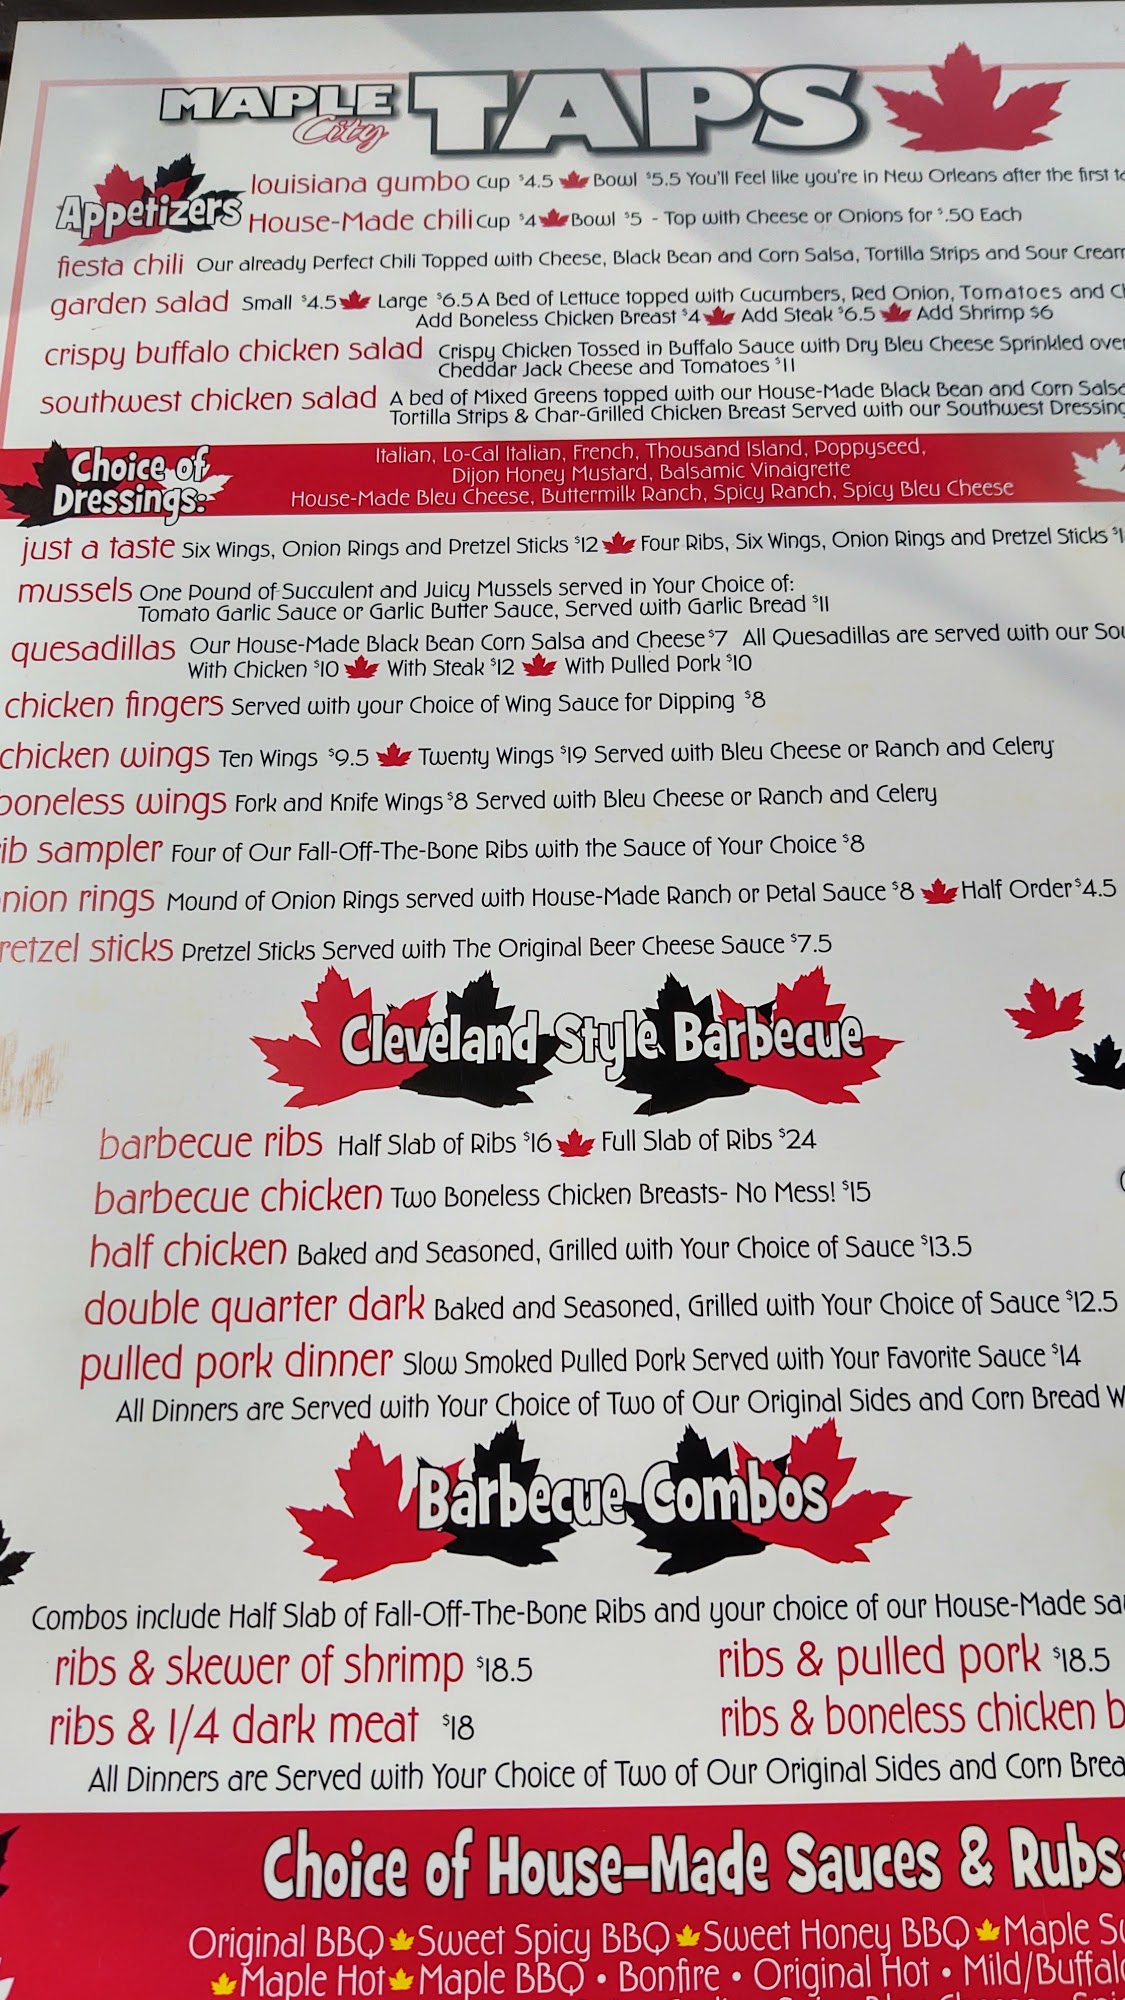 MAPLE City TAPS
Appetizers
louisiana gumbo Cup $4.5 Bowl $5.5 You'll Feel like you're in New Orleans after the first
House-Made chili Cup $4 Bowl $5 - Top with Cheese or Onions for $.50 Each
fiesta chili Our already Perfect Chili Topped with Cheese, Black Bean and Corn Salsa, Tortilla Strips and Sour Cream
garden salad Small $4.5 Large $6.5 A Bed of Lettuce topped with Cucumbers, Red Onion, Tomatoes and
Add Boneless Chicken Breast $4 Add Steak $6.5 Add Shrimp $6
crispy buffalo chicken salad Crispy Chicken Tossed in Buffalo Sauce with Dry Bleu Cheese Sprinkled over
Cheddar Jack Cheese and Tomatoes $11
southwest chicken salad A bed of Mixed Greens topped with our House-Made Black Bean and Corn Salsa
Tortilla Strips & Char-Grilled Chicken Breast Served with our Southwest Dressing
Choice of Dressings:
Italian, Lo-Cal Italian, French, Thousand Island, Poppyseed,
Dijon Honey Mustard, Balsamic Vinaigrette
House-Made Bleu Cheese, Buttermilk Ranch, Spicy Ranch, Spicy Bleu Cheese
just a taste Six Wings, Onion Rings and Pretzel Sticks $12 Four Ribs, Six Wings, Onion Rings and Pretzel Sticks
mussels One Pound of Succulent and Juicy Mussels served in Your Choice of:
Tomato Garlic Sauce or Garlic Butter Sauce, Served with Garlic Bread $11
quesadillas Our House-Made Black Bean Corn Salsa and Cheese $7 All Quesadillas are served with our
With Chicken $10 With Steak $12 With Pulled Pork $10
chicken fingers Served with your Choice of Wing Sauce for Dipping $8
chicken wings Ten Wings $9.5 Twenty Wings $19 Served with Bleu Cheese or Ranch and Celery
boneless wings Fork and Knife Wings $8 Served with Bleu Cheese or Ranch and Celery
ib sampler Four of Our Fall-Off-The-Bone Ribs with the Sauce of Your Choice $8
nion rings Mound of Onion Rings served with House-Made Ranch or Petal Sauce $8 Half Order $4.5
retzel sticks Pretzel Sticks Served with The Original Beer Cheese Sauce $7.5
Cleveland Style Barbecue
barbecue ribs Half Slab of Ribs $16 Full Slab of Ribs $24
barbecue chicken Two Boneless Chicken Breasts- No Mess! $15
half chicken Baked and Seasoned, Grilled with Your Choice of Sauce $13.5
double quarter dark Baked and Seasoned, Grilled with Your Choice of Sauce $12.5
pulled pork dinner Slow Smoked Pulled Pork Served with Your Favorite Sauce $14
All Dinners are Served with Your Choice of Two of Our Original Sides and Corn Bread
Barbecue Combos
Combos include Half Slab of Fall-Off-The-Bone Ribs and your choice of our House-Made
ribs & skewer of shrimp $18.5 ribs & pulled pork $18.5
ribs & 1/4 dark meat $18 ribs & boneless chicken
All Dinners are Served with Your Choice of Two of Our Original Sides and Corn
Choice of House-Made Sauces & Rubs
Original BBQ Sweet Spicy BBQ Sweet Honey BBQ Maple
Maple Hot Maple BBQ • Bonfire • Original Hot • Mild/Buffalo